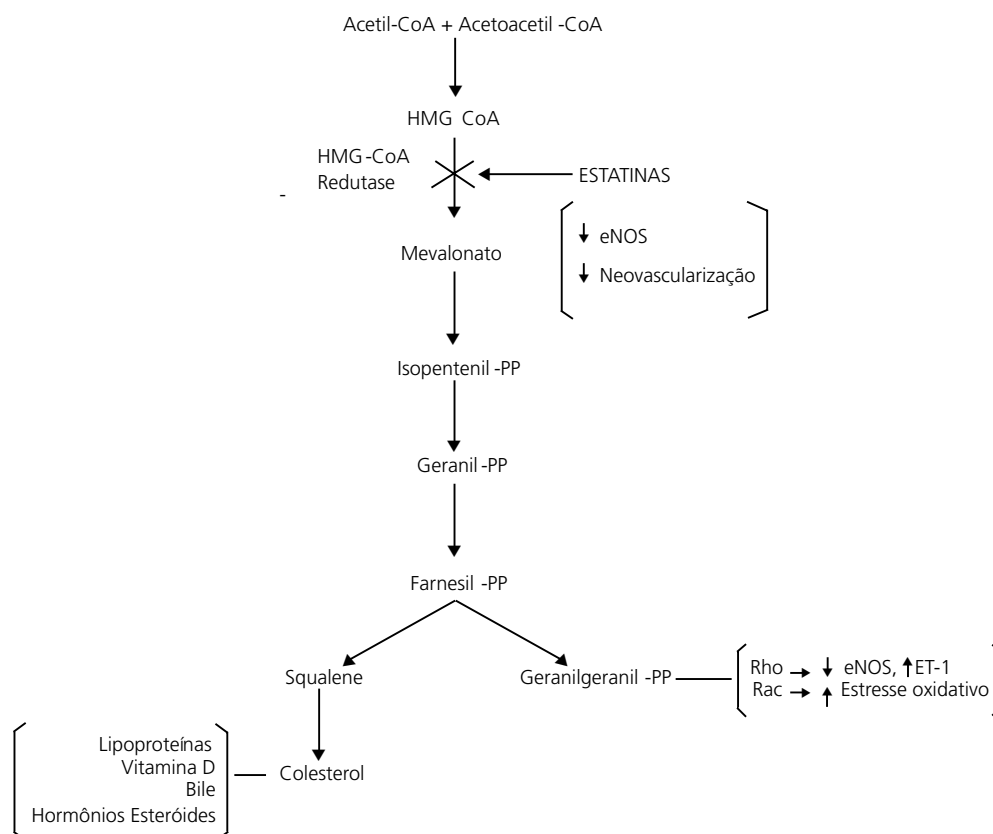 Acetil-CoA + Acetoacetil -CoA
HMG CoA
HMG -CoA
Redutase
-
ESTATINAS
↓ eNOS
↓ Neovascularização
Mevalonato
Isopentenil -PP
Geranil -PP
Farnesil -PP
Squalene
Geranilgeranil -PP
Rho → ↓ eNOS, ↑ET-1
Rac → ↑ Estresse oxidativo
Lipoproteínas
Vitamina D
Bile
Hormônios Esteróides
Colesterol